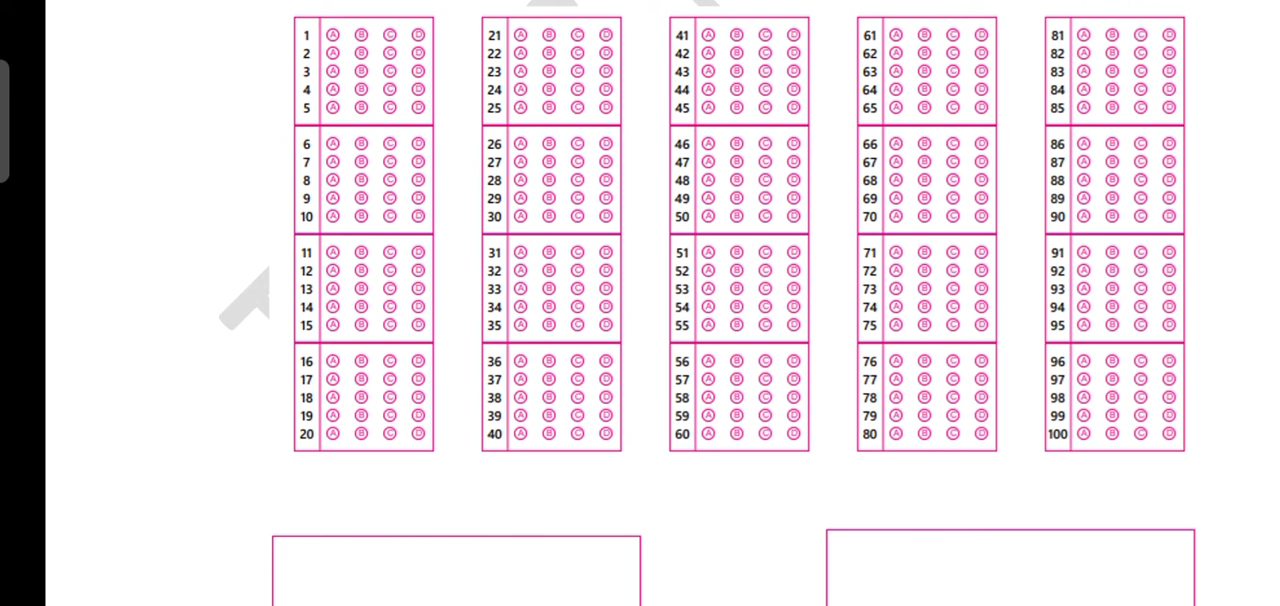 1 A B C D
2 A B C D
3 A B C D
4 A B C D
5 A B C D
6 A B C D
7 A B C D
8 A B C D
9 A B C D
10 A B C D
11 A B C D
12 A B C D
13 A B C D
14 A B C D
15 A B C D
16 A B C D
17 A B C D
18 A B C D
19 A B C D
20 A B C D
21 A B C D
22 A B C D
23 A B C D
24 A B C D
25 A B C D
26 A B C D
27 A B C D
28 A B C D
29 A B C D
30 A B C D
31 A B C D
32 A B C D
33 A B C D
34 A B C D
35 A B C D
36 A B C D
37 A B C D
38 A B C D
39 A B C D
40 A B C D
41 A B C D
42 A B C D
43 A B C D
44 A B C D
45 A B C D
46 A B C D
47 A B C D
48 A B C D
49 A B C D
50 A B C D
51 A B C D
52 A B C D
53 A B C D
54 A B C D
55 A B C D
56 A B C D
57 A B C D
58 A B C D
59 A B C D
60 A B C D
61 A B C D
62 A B C D
63 A B C D
64 A B C D
65 A B C D
66 A B C D
67 A B C D
68 A B C D
69 A B C D
70 A B C D
71 A B C D
72 A B C D
73 A B C D
74 A B C D
75 A B C D
76 A B C D
77 A B C D
78 A B C D
79 A B C D
80 A B C D
81 A B C D
82 A B C D
83 A B C D
84 A B C D
85 A B C D
86 A B C D
87 A B C D
88 A B C D
89 A B C D
90 A B C D
91 A B C D
92 A B C D
93 A B C D
94 A B C D
95 A B C D
96 A B C D
97 A B C D
98 A B C D
99 A B C D
100 A B C D